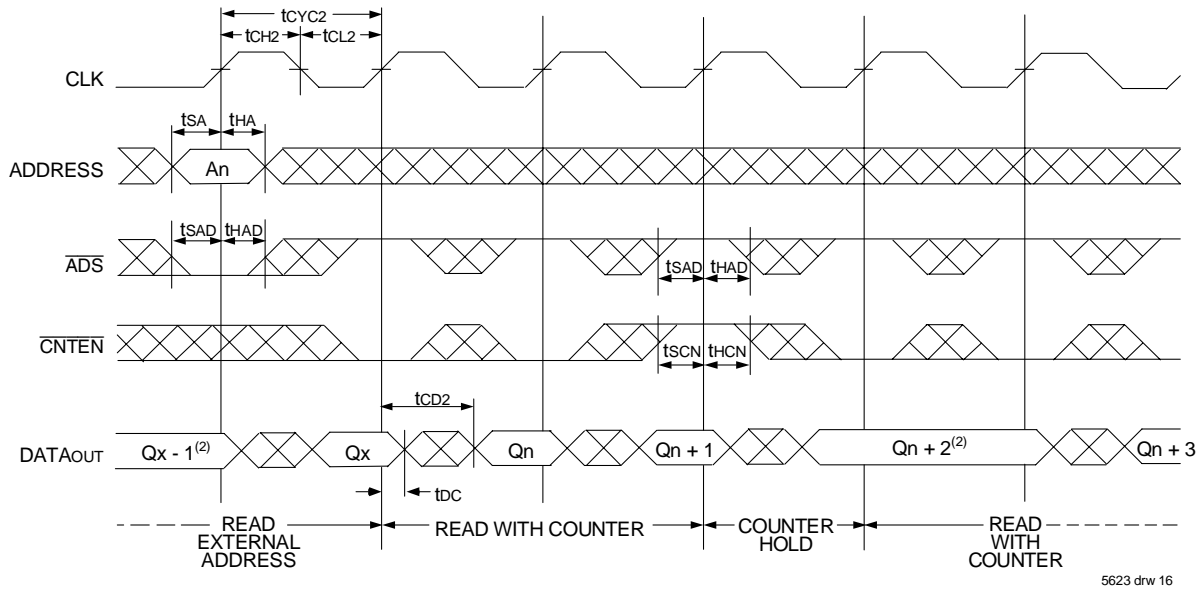 tCYC2
tCH2 tCL2
CLK
tSA tHA
ADDRESS An
tSAD tHAD
ADS tSAD tHAD
CNTEN
tSCN tHCN
tCD2
DATAOUT Qx - 1(2) Qx Qn Qn + 1 Qn + 2(2) Qn + 3
tDC
READ EXTERNAL ADDRESS
READ WITH COUNTER
COUNTER HOLD
READ WITH COUNTER
5623 drw 16